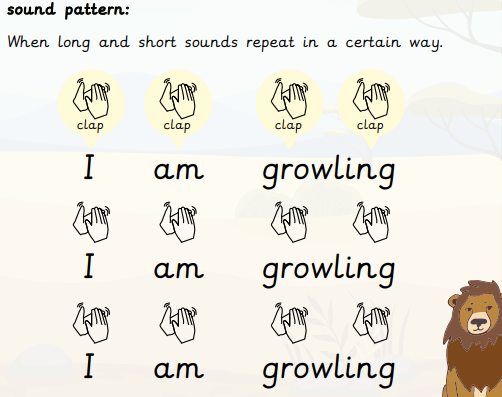 sound pattern:
When long and short sounds repeat in a certain way.
clap clap clap clap
I am growling
I am growling
I am growling